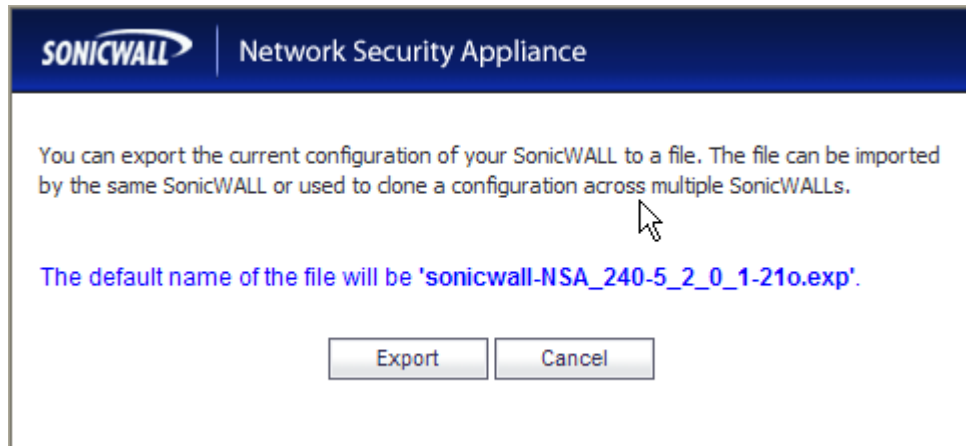 SONICWALL
Network Security Appliance
You can export the current configuration of your SonicWALL to a file. The file can be imported
by the same SonicWALL or used to clone a configuration across multiple SonicWALLs.
The default name of the file will be 'sonicwall-NSA_240-5_2_0_1-21o.exp'.
Export
Cancel